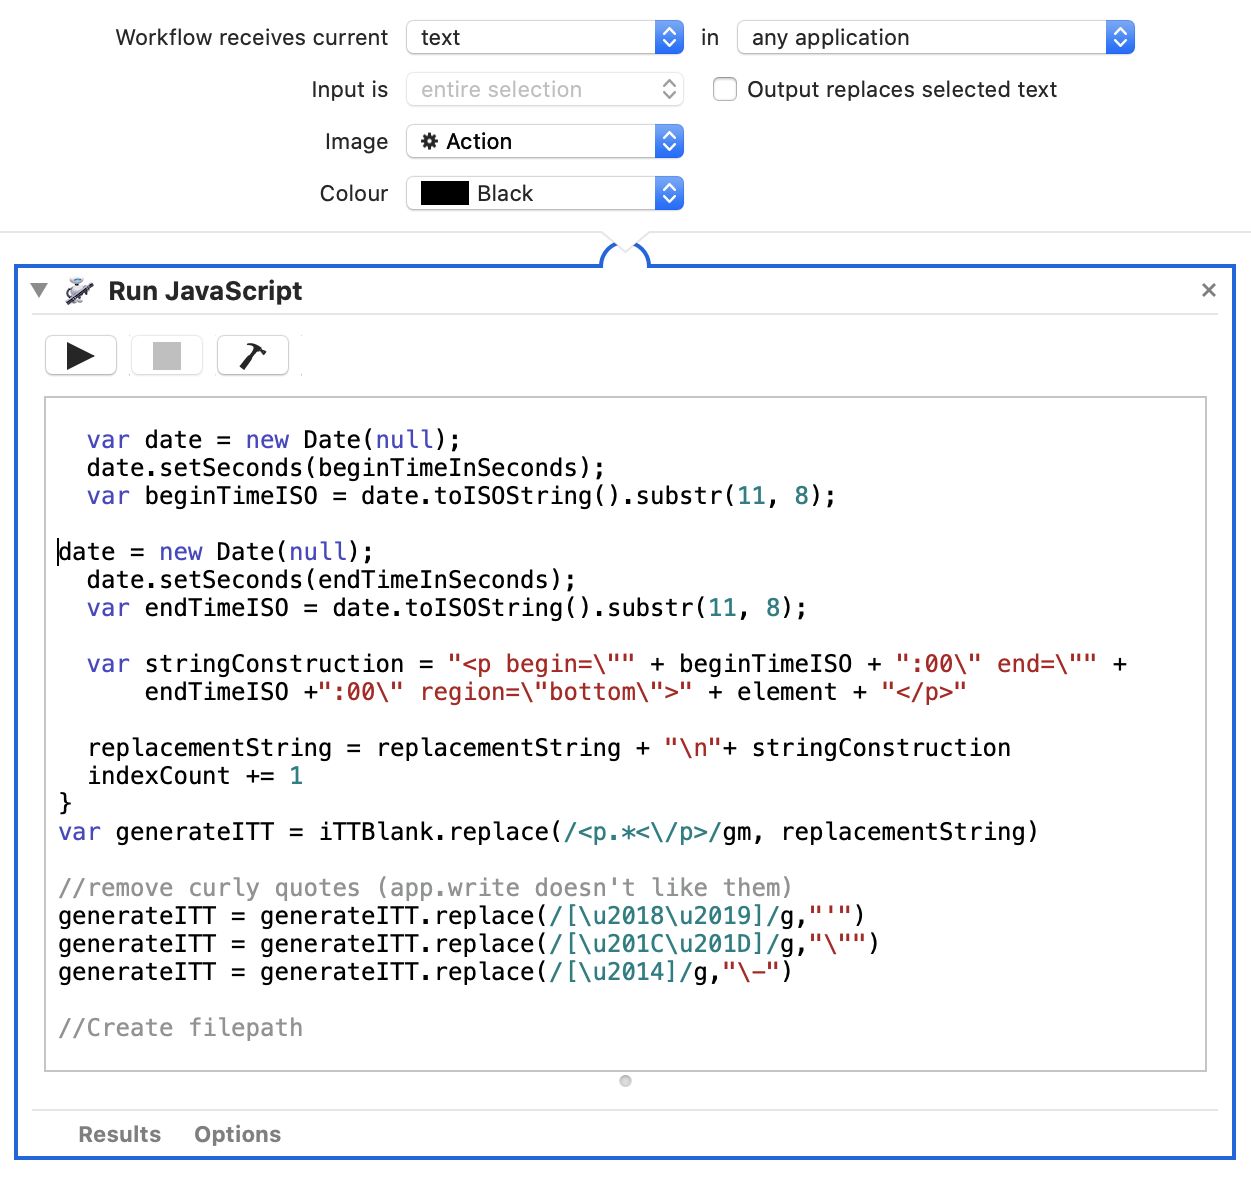 Workflow receives current text in any application
Input is entire selection Output replaces selected text
Image Action
Colour Black
Run JavaScript
var date = new Date(null);
date.setSeconds(beginTimeInSeconds);
var beginTimeISO = date.toISOString().substr(11, 8);
date = new Date(null);
date.setSeconds(endTimeInSeconds);
var endTimeISO = date.toISOString().substr(11, 8);
var stringConstruction = "<p begin=\"" + beginTimeISO + ":00\" end=\"" +
endTimeISO +":00\" region=\"bottom\">" + element + "</p>"
replacementString = replacementString + "\n"+ stringConstruction
indexCount += 1
}
var generateITT = iTTBlank.replace(/<p.*<\/p>/gm, replacementString)
//remove curly quotes (app.write doesn't like them)
generateITT = generateITT.replace(/[\u2018\u2019]/g,"'")
generateITT = generateITT.replace(/[\u201C\u201D]/g,"\"")
generateITT = generateITT.replace(/[\u2014]/g,"\-")
//Create filepath
Results Options